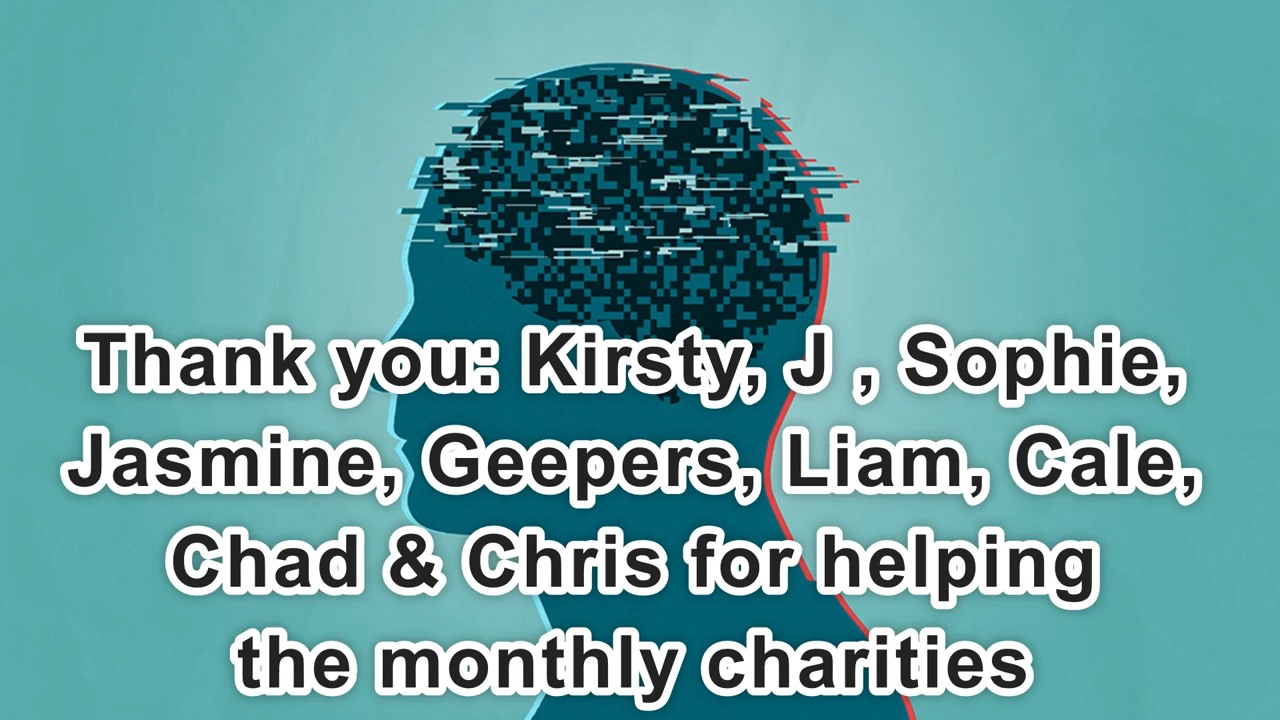 Thank you: Kirsty, J , Sophie,
Jasmine, Geepers, Liam, Cale,
Chad & Chris for helping
the monthly charities